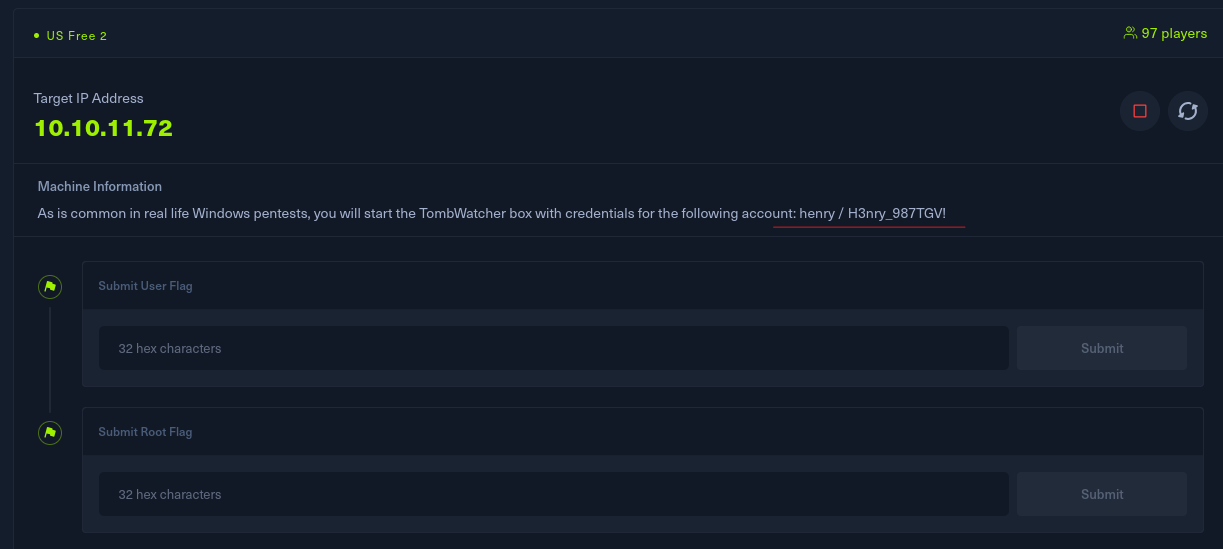 US Free 2
97 players
Target IP Address
10.10.11.72
Machine Information
As is common in real life Windows pentests, you will start the TombWatcher box with credentials for the following account: henry / H3nry_987TGV!
Submit User Flag
32 hex characters
Submit
Submit Root Flag
32 hex characters
Submit